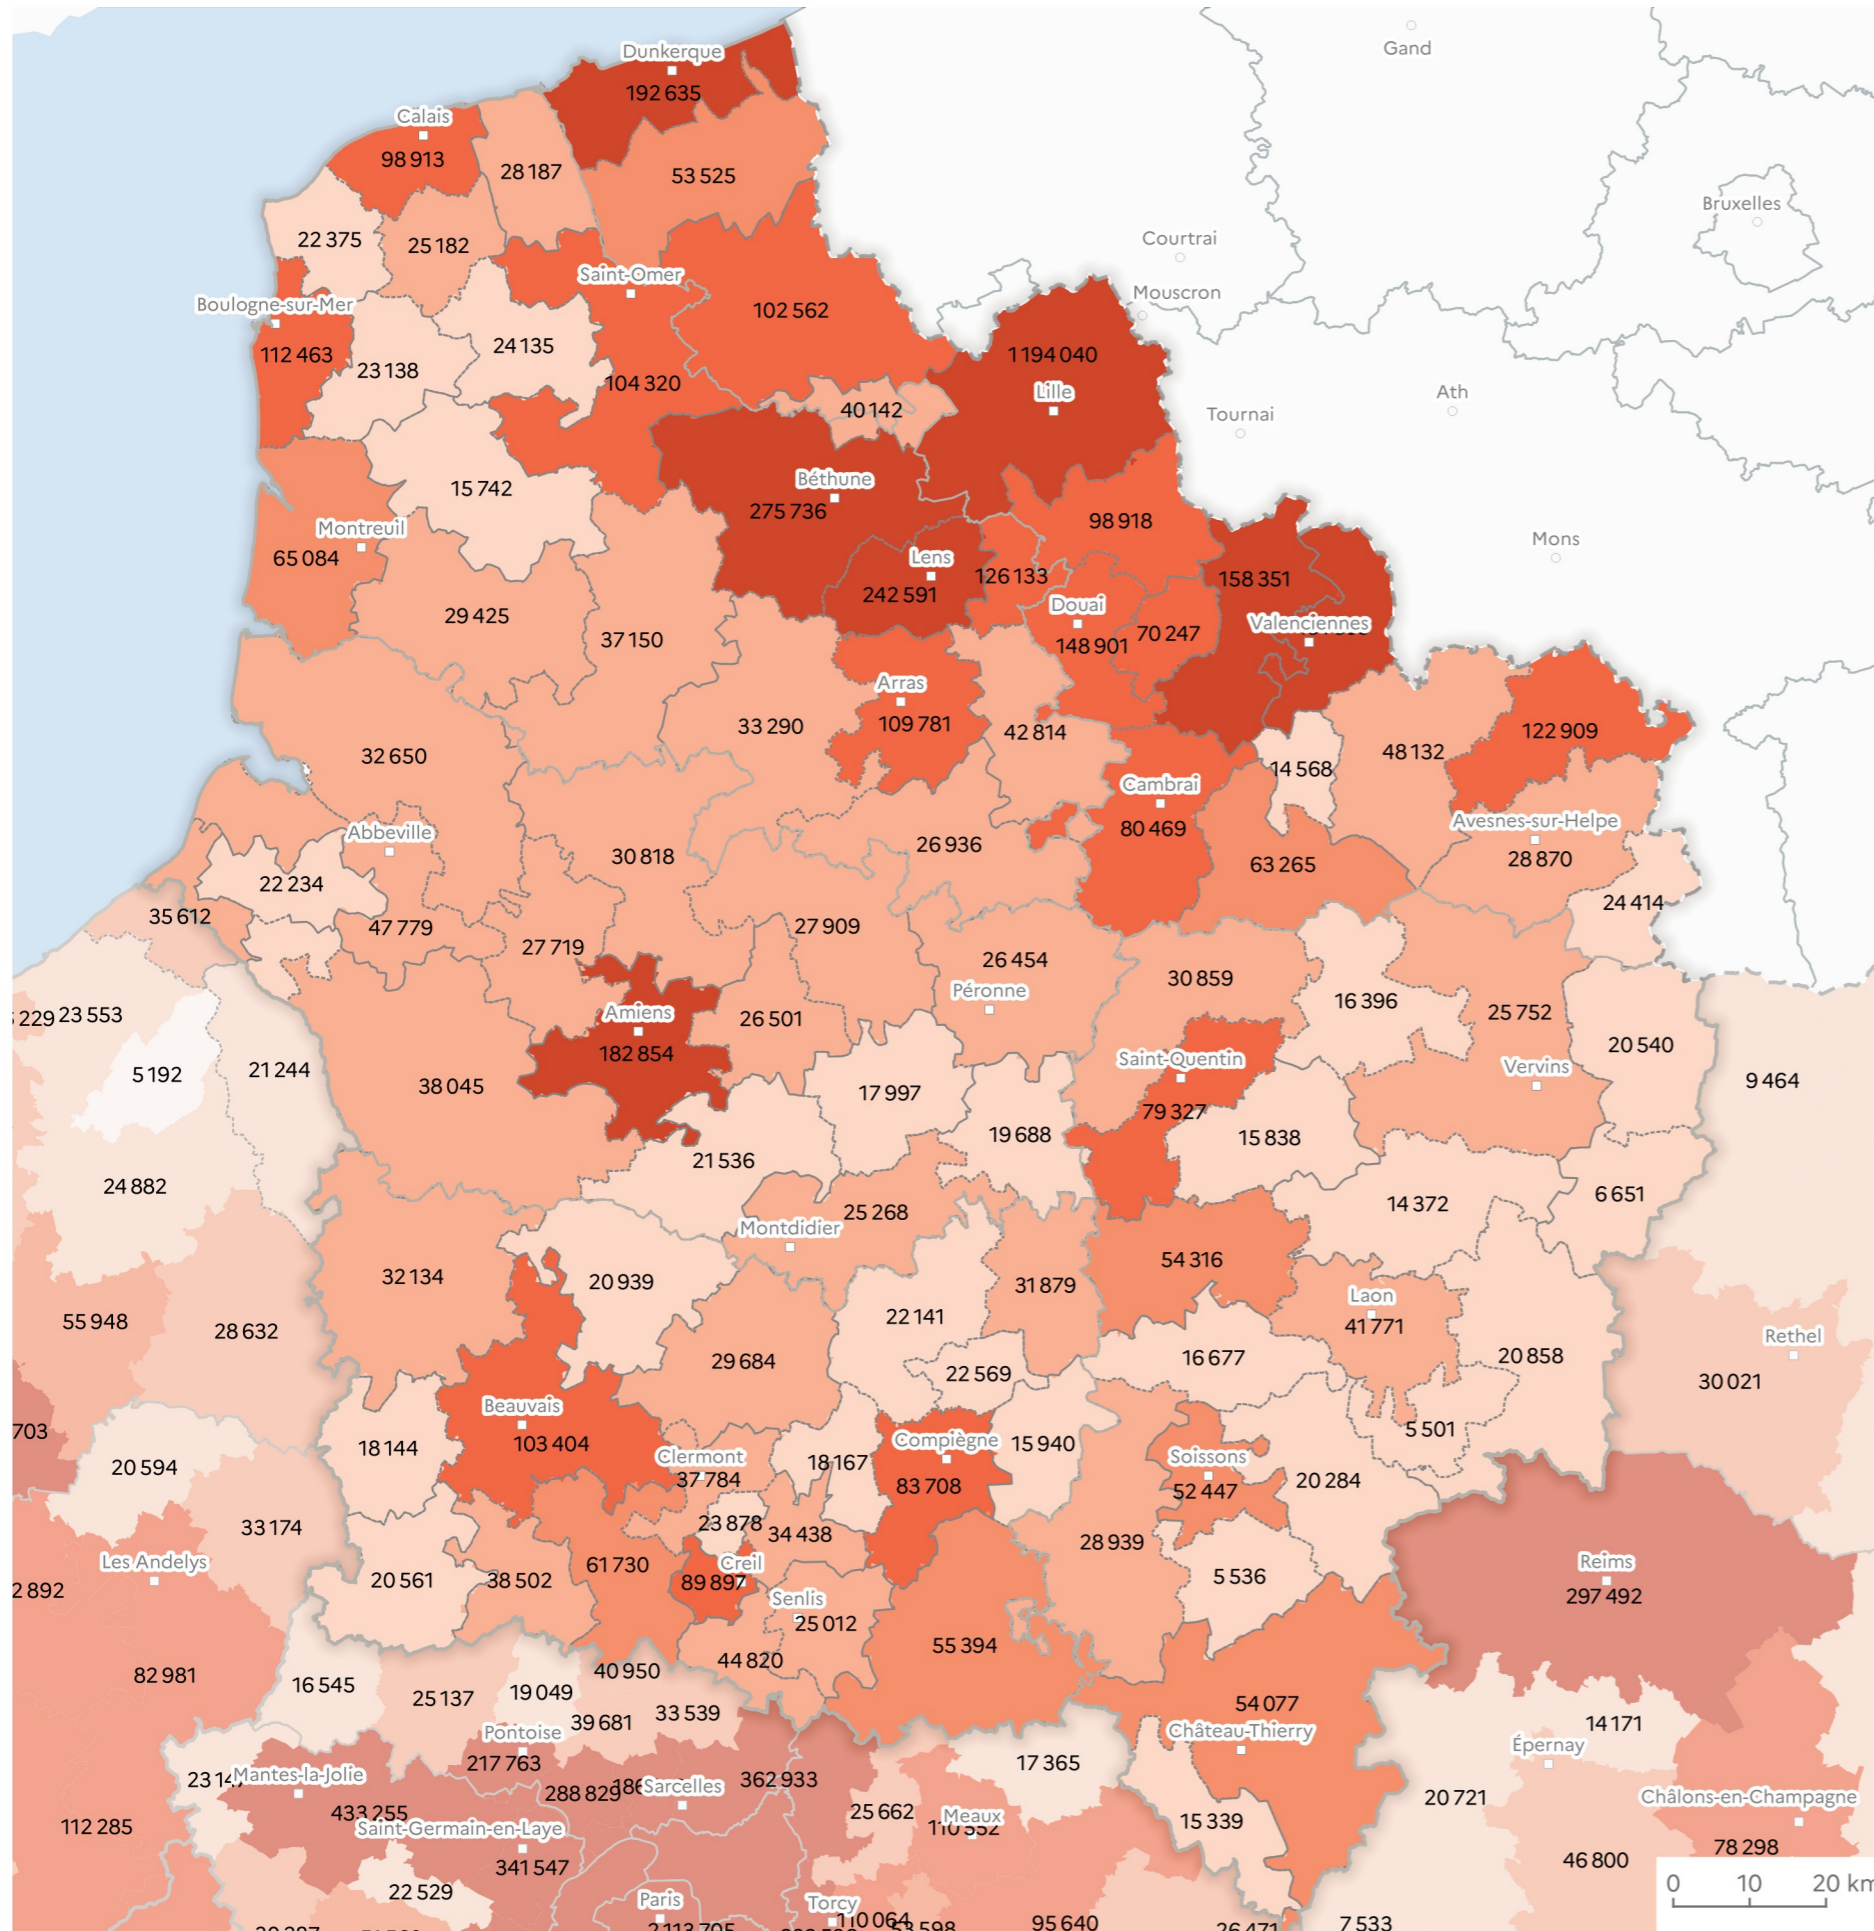 Gand
Dunkerque
192 635
Calais
98 913
28 187
53 525
Bruxelles
22 375
25 182
Courtrai
Saint-Omer
Mouscron
Boulogne-sur-Mer
102 562
112 463
24 135
1 194 040
23 138
104 320
Lille
Ath
40 142
Tournai
Béthune
15 742
275 736
98 918
Montreuil
Mons
65 084
Lens
126 133
158 351
242 591
Douai
29 425
Valenciennes
37 150
148 901
70 247
Arras
109 781
33 290
42 814
122 909
32 650
48 132
14 568
Cambrai
Abbeville
80 469
Avesnes-sur-Helpe
30 818
26 936
28 870
63 265
22 234
24 414
35 612
47 779
27 909
27 719
26 454
30 859
Péronne
16 396
25 752
229
23 553
Amiens
26 501
182 854
20 540
5 192
21 244
Saint-Quentin
Vervins
38 045
9 464
17 997
79 327
19 688
15 838
21 536
24 882
6 651
14 372
25 268
Montdidier
54 316
32 134
20 939
31 879
Laon
22 141
41 771
55 948
28 632
Rethel
29 684
16 677
20 858
22 569
30 021
Beauvais
703
5 501
18 144
103 404
Compiègne
15 940
Clermont
18 167
Soissons
20 594
37 784
83 708
52 447
20 284
33 174
23 878
34 438
28 939
Les Andelys
61 730
Creil
Reims
2 892
20 561
38 502
89 897
5 536
297 492
Senlis
25 012
55 394
82 981
44 820
40 950
16 545
25 137
19 049
54 077
39 681
33 539
14 171
Pontoise
Château-Thierry
Épernay
217 763
17 365
23 147
Mantes-la-Jolie
288 829
186
Sarcelles
362 933
20 721
Châlons-en-Champagne
433 255
25 662
Meaux
110 352
15 339
112 285
Saint-Germain-en-Laye
78 298
341 547
46 800
22 529
0 10 20 km
Paris
Torcy
2 113 705
110 064
53 598
95 640
26 471
7 533